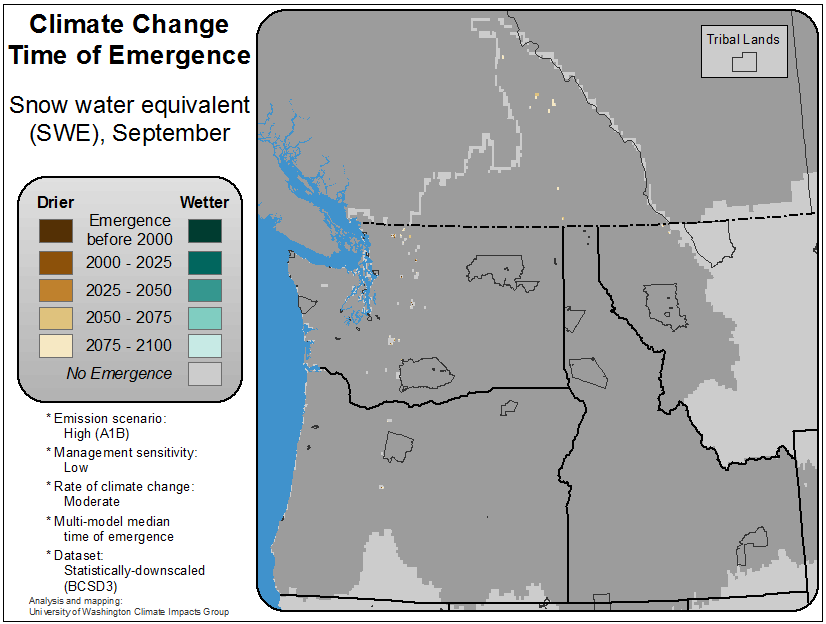 Climate Change
Time of Emergence
Snow water equivalent
(SWE), September
Drier
Wetter
Emergence
before 2000
2000 - 2025
2025 - 2050
2050 - 2075
2075 - 2100
No Emergence
* Emission scenario:
High (A1B)
* Management sensitivity:
Low
* Rate of climate change:
Moderate
* Multi-model median
time of emergence
* Dataset:
Statistically-downscaled
(BCSD3)
Analysis and mapping:
University of Washington Climate Impacts Group
Tribal Lands